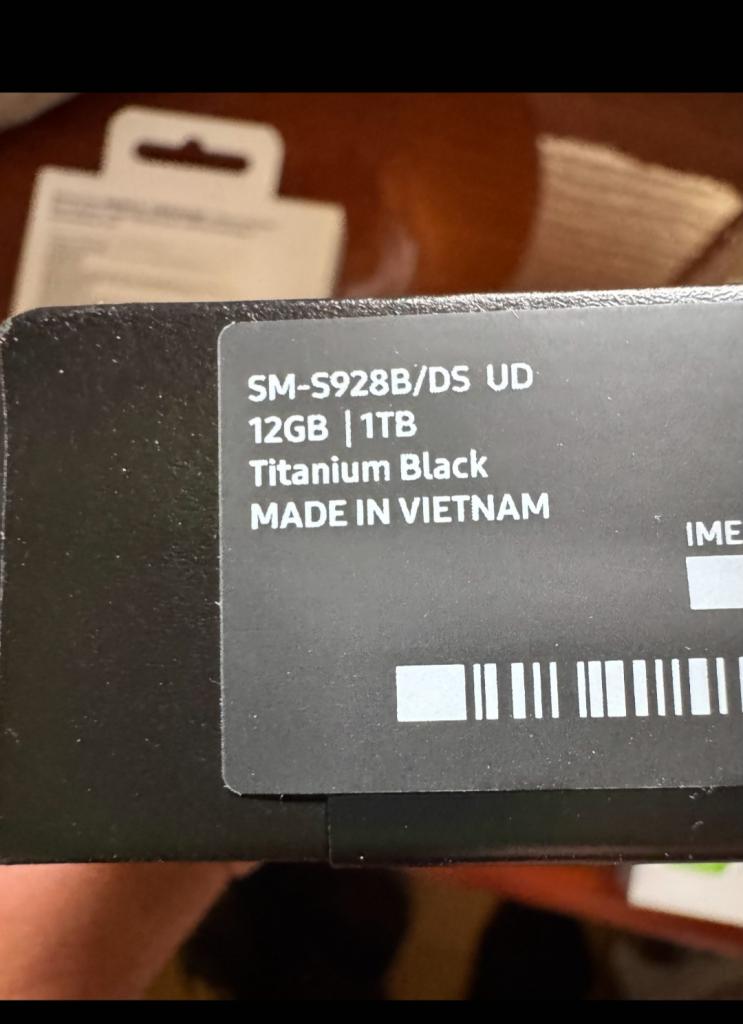 SM-S928B/DS UD
12GB | 1TB
Titanium Black
MADE IN VIETNAM